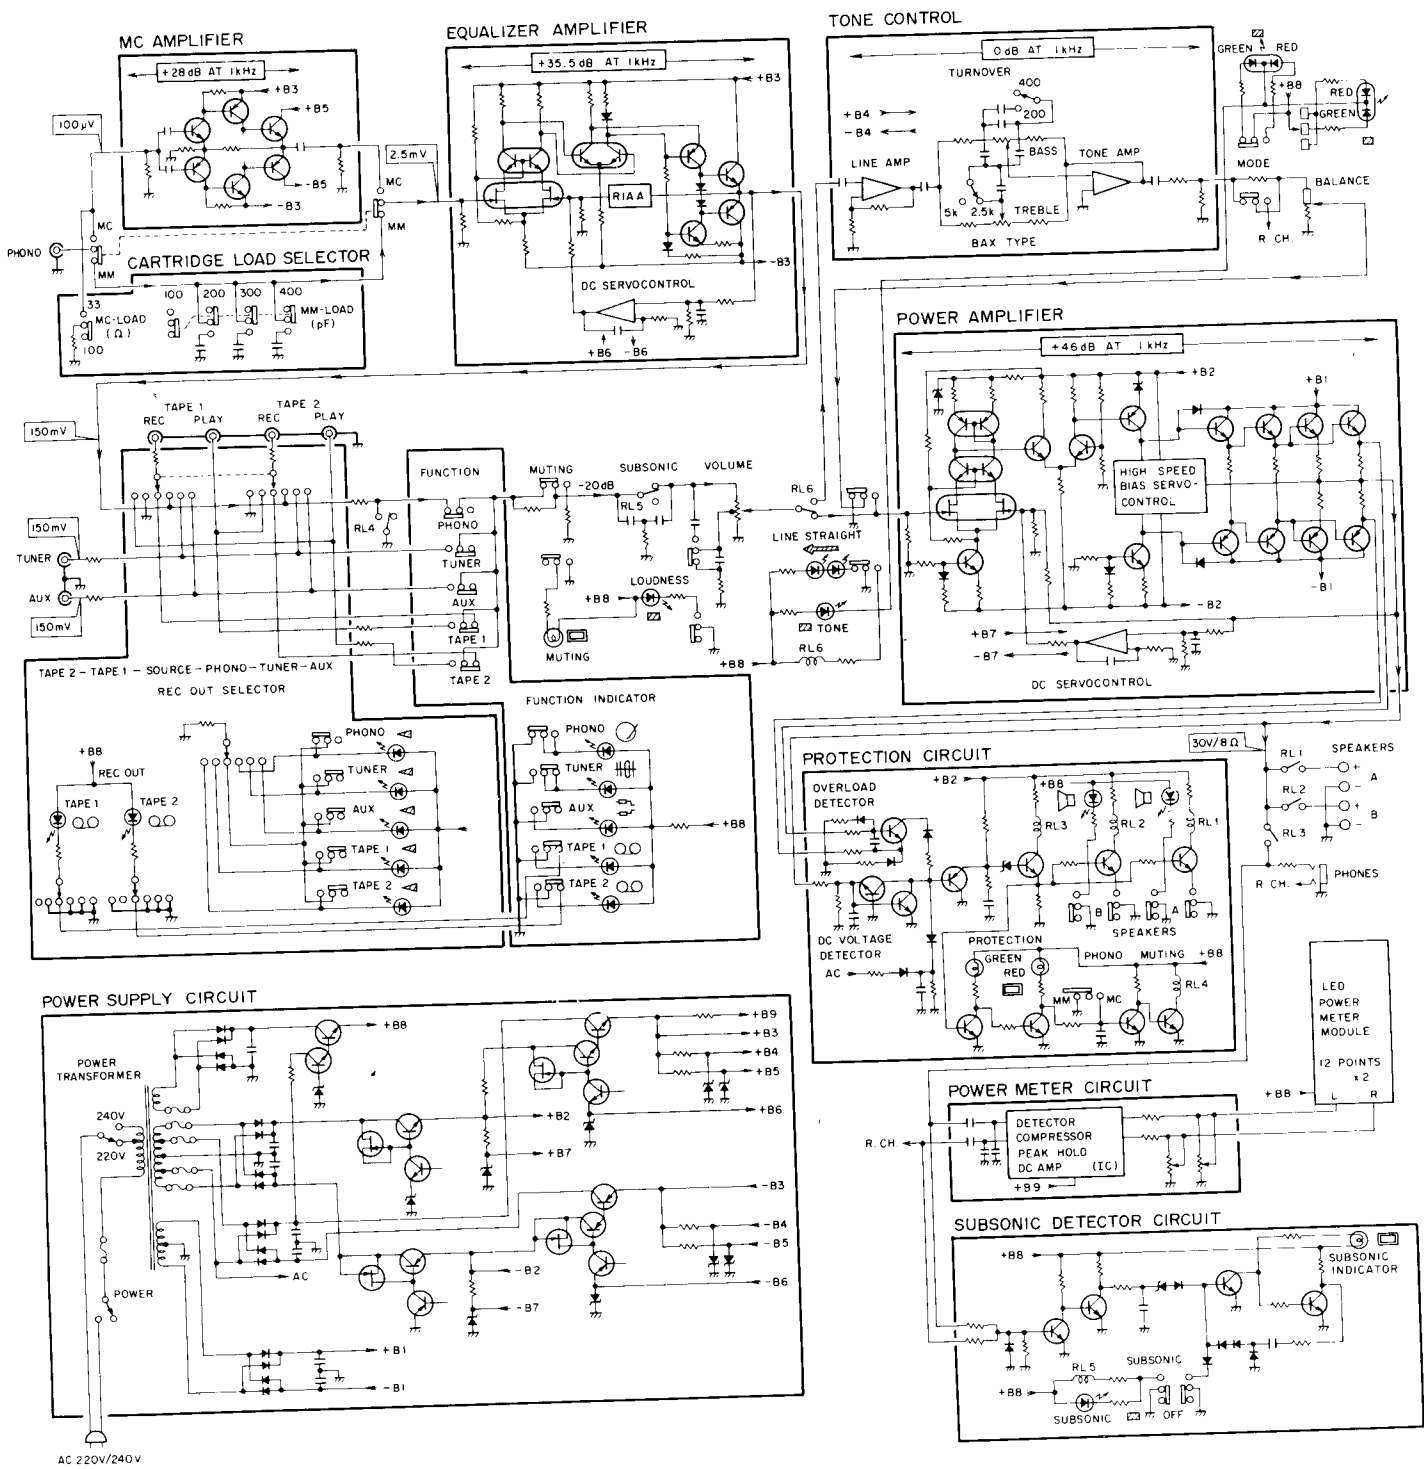 MC AMPLIFIER
+28dB AT 1kHz
+B3
+B5
100μV
-B5
-B3
MC
MM
2.5mV
EQUALIZER AMPLIFIER
+35.5dB AT 1kHz
+B3
RIAA
-B3
DC SERVOCONTROL
+B6 -B6
TONE CONTROL
0dB AT 1kHz
TURNOVER
400
200
+B4
-B4
LINE AMP
BASS
TONE AMP
5k
2.5k
TREBLE
BAX TYPE
GREEN RED
+B8
RED
GREEN
MODE
BALANCE
R CH.
PHONO
MC
MM
CARTRIDGE LOAD SELECTOR
33
MC-LOAD
(Ω)
100
100
200
300
400
MM-LOAD
(pF)
POWER AMPLIFIER
+46dB AT 1kHz
+B2
+B1
HIGH SPEED
BIAS SERVO-
CONTROL
-B1
-B2
+B7
-B7
DC SERVOCONTROL
150mV
TAPE 1
REC PLAY
TAPE 2
REC PLAY
150mV
TUNER
AUX
150mV
RL4
FUNCTION
PHONO
TUNER
AUX
TAPE 1
TAPE 2
MUTING
-20dB
SUBSONIC
RL5
VOLUME
RL6
LINE STRAIGHT
LOUDNESS
+B8
MUTING
TONE
+B8
RL6
TAPE 2-TAPE 1-SOURCE-PHONO-TUNER-AUX
REC OUT SELECTOR
+B8
REC OUT
TAPE 1
TAPE 2
PHONO
TUNER
AUX
TAPE 1
TAPE 2
FUNCTION INDICATOR
PHONO
TUNER
AUX
TAPE 1
TAPE 2
+B8
PROTECTION CIRCUIT
OVERLOAD
DETECTOR
+B2
+B8
RL3
RL2
RL1
B
A
SPEAKERS
DC VOLTAGE
DETECTOR
AC
PROTECTION
GREEN
RED
PHONO MUTING
+B8
MM
MC
RL4
30V/8Ω
RL1
SPEAKERS
+
A
-
RL2
+
B
-
RL3
R CH.
PHONES
LED
POWER
METER
MODULE
12 POINTS
x2
L R
+B8
POWER SUPPLY CIRCUIT
POWER
TRANSFORMER
240V
220V
POWER
AC 220V/240V
+B8
+B2
+B7
+B9
+B3
+B4
+B5
+B6
-B3
-B4
-B5
-B6
-B2
-B7
AC
+B1
-B1
POWER METER CIRCUIT
R.CH.
DETECTOR
COMPRESSOR
PEAK HOLD
DC AMP (IC)
+B9
SUBSONIC DETECTOR CIRCUIT
+B8
SUBSONIC
INDICATOR
RL5
SUBSONIC
+B8
SUBSONIC
OFF